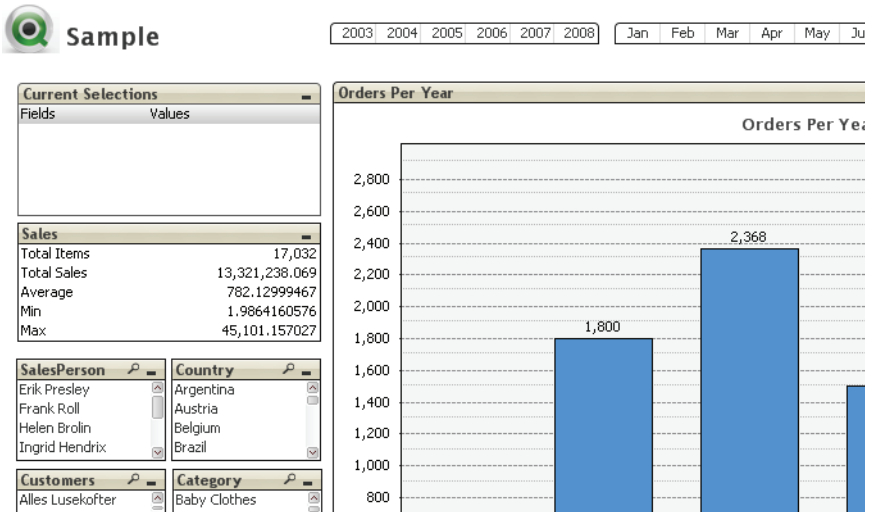 Sample
2003 2004 2005 2006 2007 2008 Jan Feb Mar Apr May Ju
Current Selections
Fields Values
Sales
Total Items 17,032
Total Sales 13,321,238.069
Average 782.12999467
Min 1.9864160576
Max 45,101.157027
SalesPerson
Erik Presley
Frank Roll
Helen Brolin
Ingrid Hendrix
Country
Argentina
Austria
Belgium
Brazil
Customers
Alles Lusekofter
Category
Baby Clothes
Orders Per Year
Orders Per Yea
2,800
2,600
2,400
2,200
2,000
1,800
1,600
1,400
1,200
1,000
800
1,800
2,368